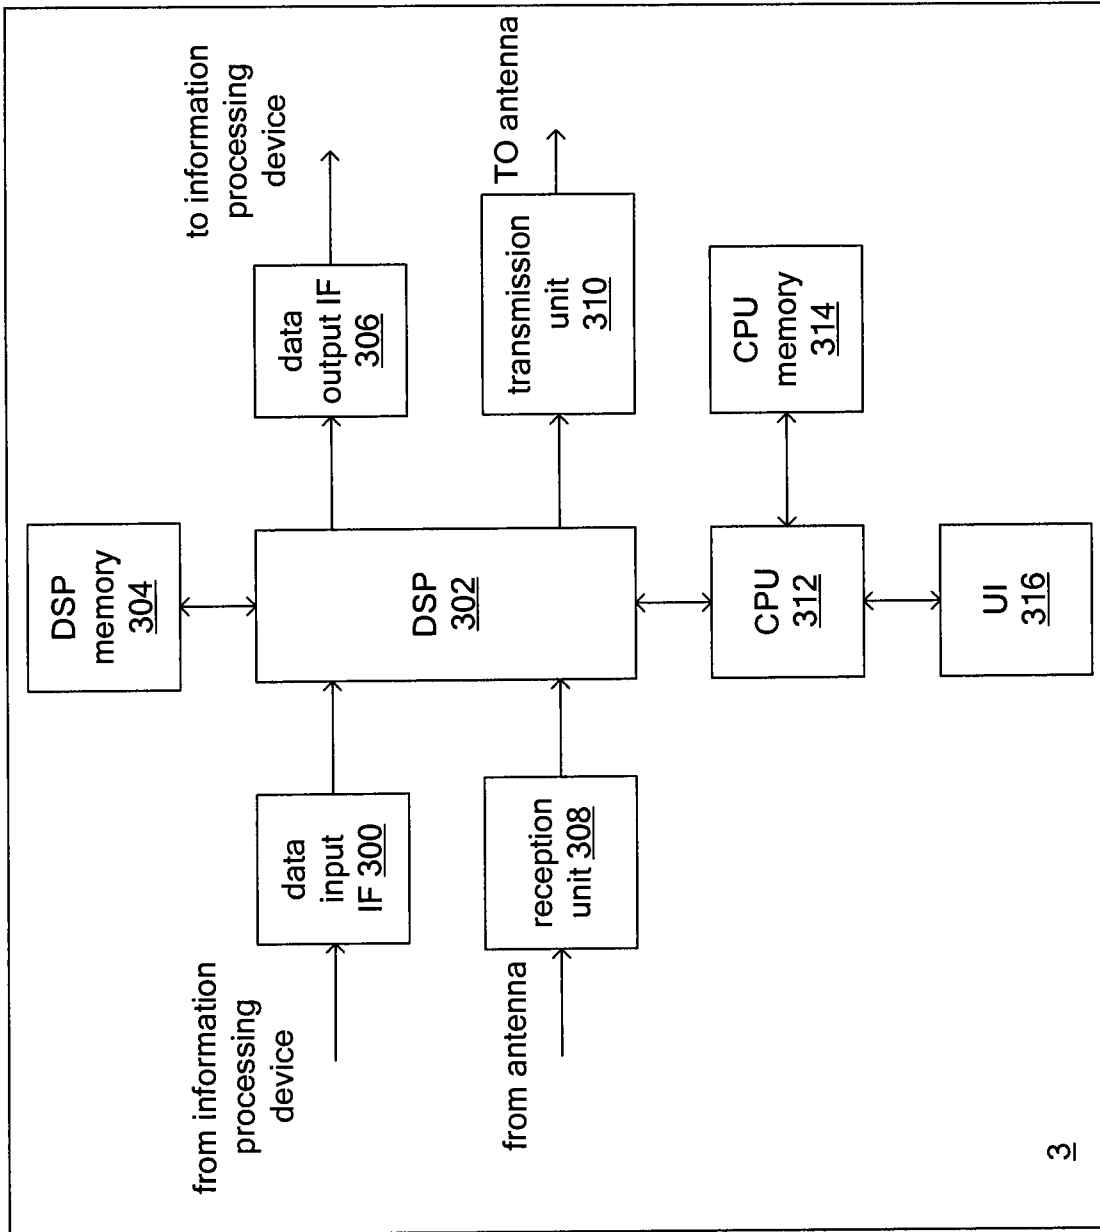 DSP
memory
304
from information
processing
device
data
input
IF 300
DSP
302
data
output IF
306
to information
processing
device
from antenna
reception
unit 308
transmission
unit
310
TO antenna
CPU
312
CPU
memory
314
UI
316
3